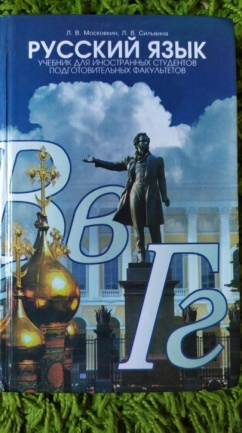 Л. В. Московкин, Л. В. Сильвина
РУССКИЙ ЯЗЫК
УЧЕБНИК ДЛЯ ИНОСТРАННЫХ СТУДЕНТОВ
ПОДГОТОВИТЕЛЬНЫХ ФАКУЛЬТЕТОВ
Вв
Гг